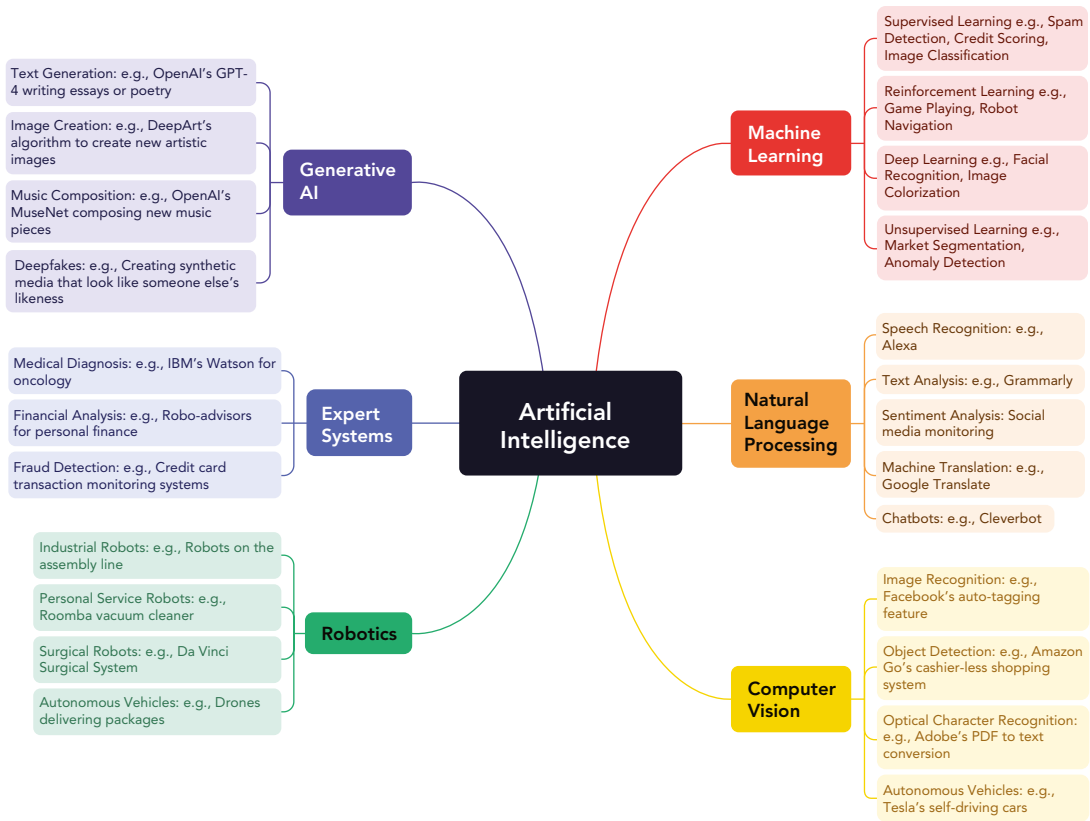 Artificial
Intelligence
Machine
Learning
Supervised Learning e.g., Spam
Detection, Credit Scoring,
Image Classification
Reinforcement Learning e.g.,
Game Playing, Robot
Navigation
Deep Learning e.g., Facial
Recognition, Image
Colorization
Unsupervised Learning e.g.,
Market Segmentation,
Anomaly Detection
Natural
Language
Processing
Speech Recognition: e.g.,
Alexa
Text Analysis: e.g., Grammarly
Sentiment Analysis: Social
media monitoring
Machine Translation: e.g.,
Google Translate
Chatbots: e.g., Cleverbot
Computer
Vision
Image Recognition: e.g.,
Facebook's auto-tagging
feature
Object Detection: e.g., Amazon
Go's cashier-less shopping
system
Optical Character Recognition:
e.g., Adobe's PDF to text
conversion
Autonomous Vehicles: e.g.,
Tesla's self-driving cars
Generative
AI
Text Generation: e.g., OpenAI's GPT-
4 writing essays or poetry
Image Creation: e.g., DeepArt's
algorithm to create new artistic
images
Music Composition: e.g., OpenAI's
MuseNet composing new music
pieces
Deepfakes: e.g., Creating synthetic
media that look like someone else's
likeness
Expert
Systems
Medical Diagnosis: e.g., IBM's Watson for
oncology
Financial Analysis: e.g., Robo-advisors
for personal finance
Fraud Detection: e.g., Credit card
transaction monitoring systems
Robotics
Industrial Robots: e.g., Robots on the
assembly line
Personal Service Robots: e.g.,
Roomba vacuum cleaner
Surgical Robots: e.g., Da Vinci
Surgical System
Autonomous Vehicles: e.g., Drones
delivering packages